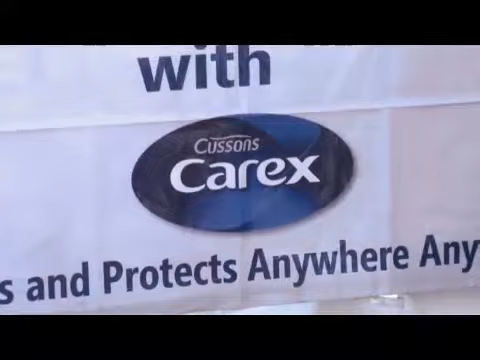 with
Cussons
Carex
s and Protects Anywhere Any